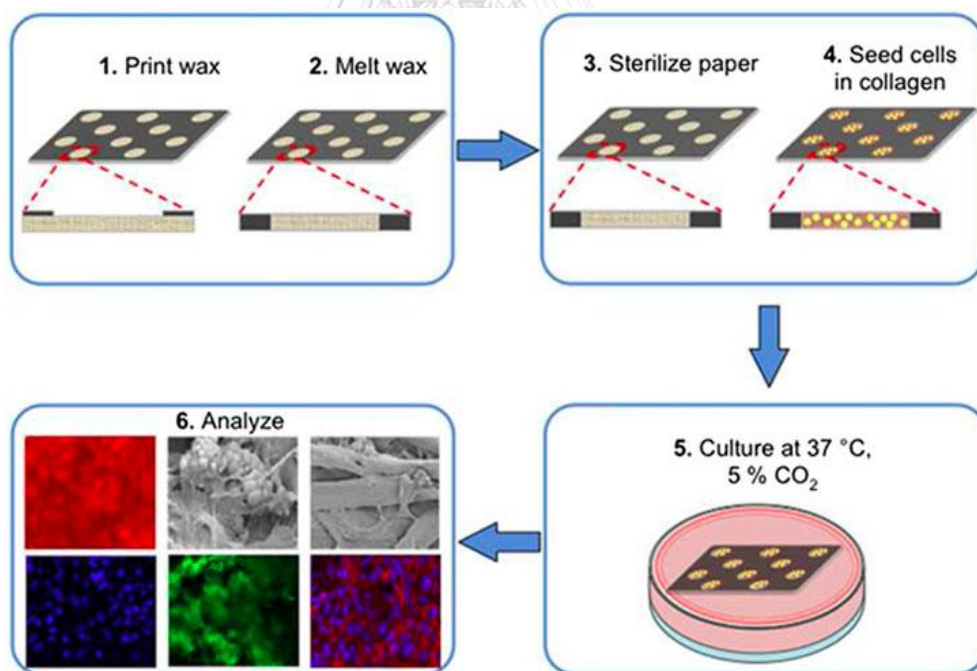 1. Print wax
2. Melt wax
3. Sterilize paper
4. Seed cells
in collagen
5. Culture at 37 °C,
5 % CO₂
6. Analyze